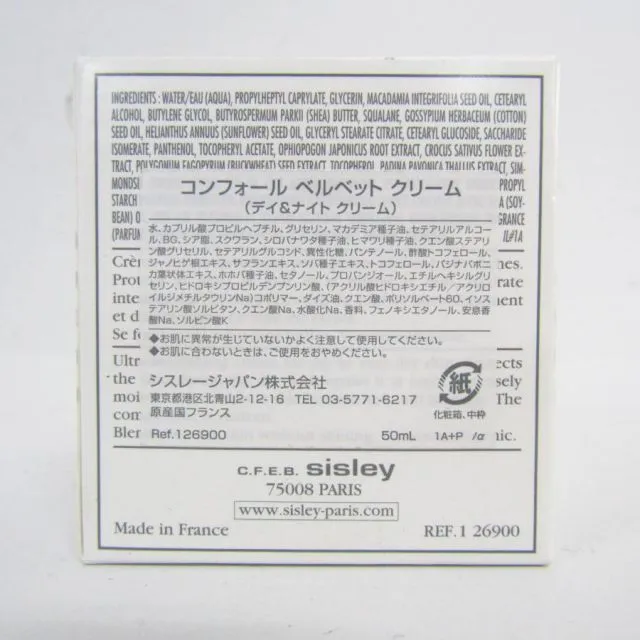 INGREDIENTS : WATER/EAU (AQUA), PROPYLHEPTYL CAPRYLATE, GLYCERIN, MACADAMIA INTEGRIFOLIA SEED OIL, CETEARYL
ALCOHOL, BUTYLENE GLYCOL, BUTYROSPERMUM PARKII (SHEA) BUTTER, SQUALANE, GOSSYPIUM HERBACEUM (COTTON)
SEED OIL, HELIANTHUS ANNUUS (SUNFLOWER) SEED OIL, GLYCERYL STEARATE CITRATE, CETEARYL GLUCOSIDE, SACCHARIDE
ISOMERATE, PANTHENOL, TOCOPHERYL ACETATE, OPHIOPOGON JAPONICUS ROOT EXTRACT, CROCUS SATIVUS FLOWER EX-
TRACT, POLYGONUM FAGOPYRUM (BUCKWHEAT) SEED EXTRACT, TOCOPHEROL, PADINA PAVONICA THALLUS EXTRACT, SIM-
MONDSI PROPYL
STARCH (SOY-
BEAN) O FRAGRANCE
(PARFUM IL#1A
コンフォール ベルベット クリーム
(デイ&ナイト クリーム)
水、カプリル酸プロピルヘプチル、グリセリン、マカデミア種子油、セテアリルアルコー
ル、BG、シア脂、スクワラン、シロバナワタ種子油、ヒマワリ種子油、クエン酸ステアリ
ン酸グリセリル、セテアリルグルコシド、異性化糖、パンテノール、酢酸トコフェロール、
ジャノヒゲ根エキス、サフランエキス、ソバ種子エキス、トコフェロール、パジナパボニ
カ葉状体エキス、ホホバ種子油、セタノール、プロパンジオール、エチルヘキシルグリ
セリン、ヒドロキシプロピルデンプンリン酸、(アクリル酸ヒドロキシエチル/アクリロ
イルジメチルタウリンNa)コポリマー、ダイズ油、クエン酸、ポリソルベート60、イソス
テアリン酸ソルビタン、クエン酸Na、水酸化Na、香料、フェノキシエタノール、安息香
酸Na、ソルビン酸K
◆お肌に異常が生じていないかよく注意して使用してください。
◆お肌に合わないときは、ご使用をおやめください。
シスレージャパン株式会社
東京都港区北青山2-12-16 TEL 03-5771-6217
原産国フランス
紙
化粧箱、中枠
Ref.126900 50mL 1A+P /α
C.F.E.B. sisley
75008 PARIS
www.sisley-paris.com
Made in France REF.1 26900